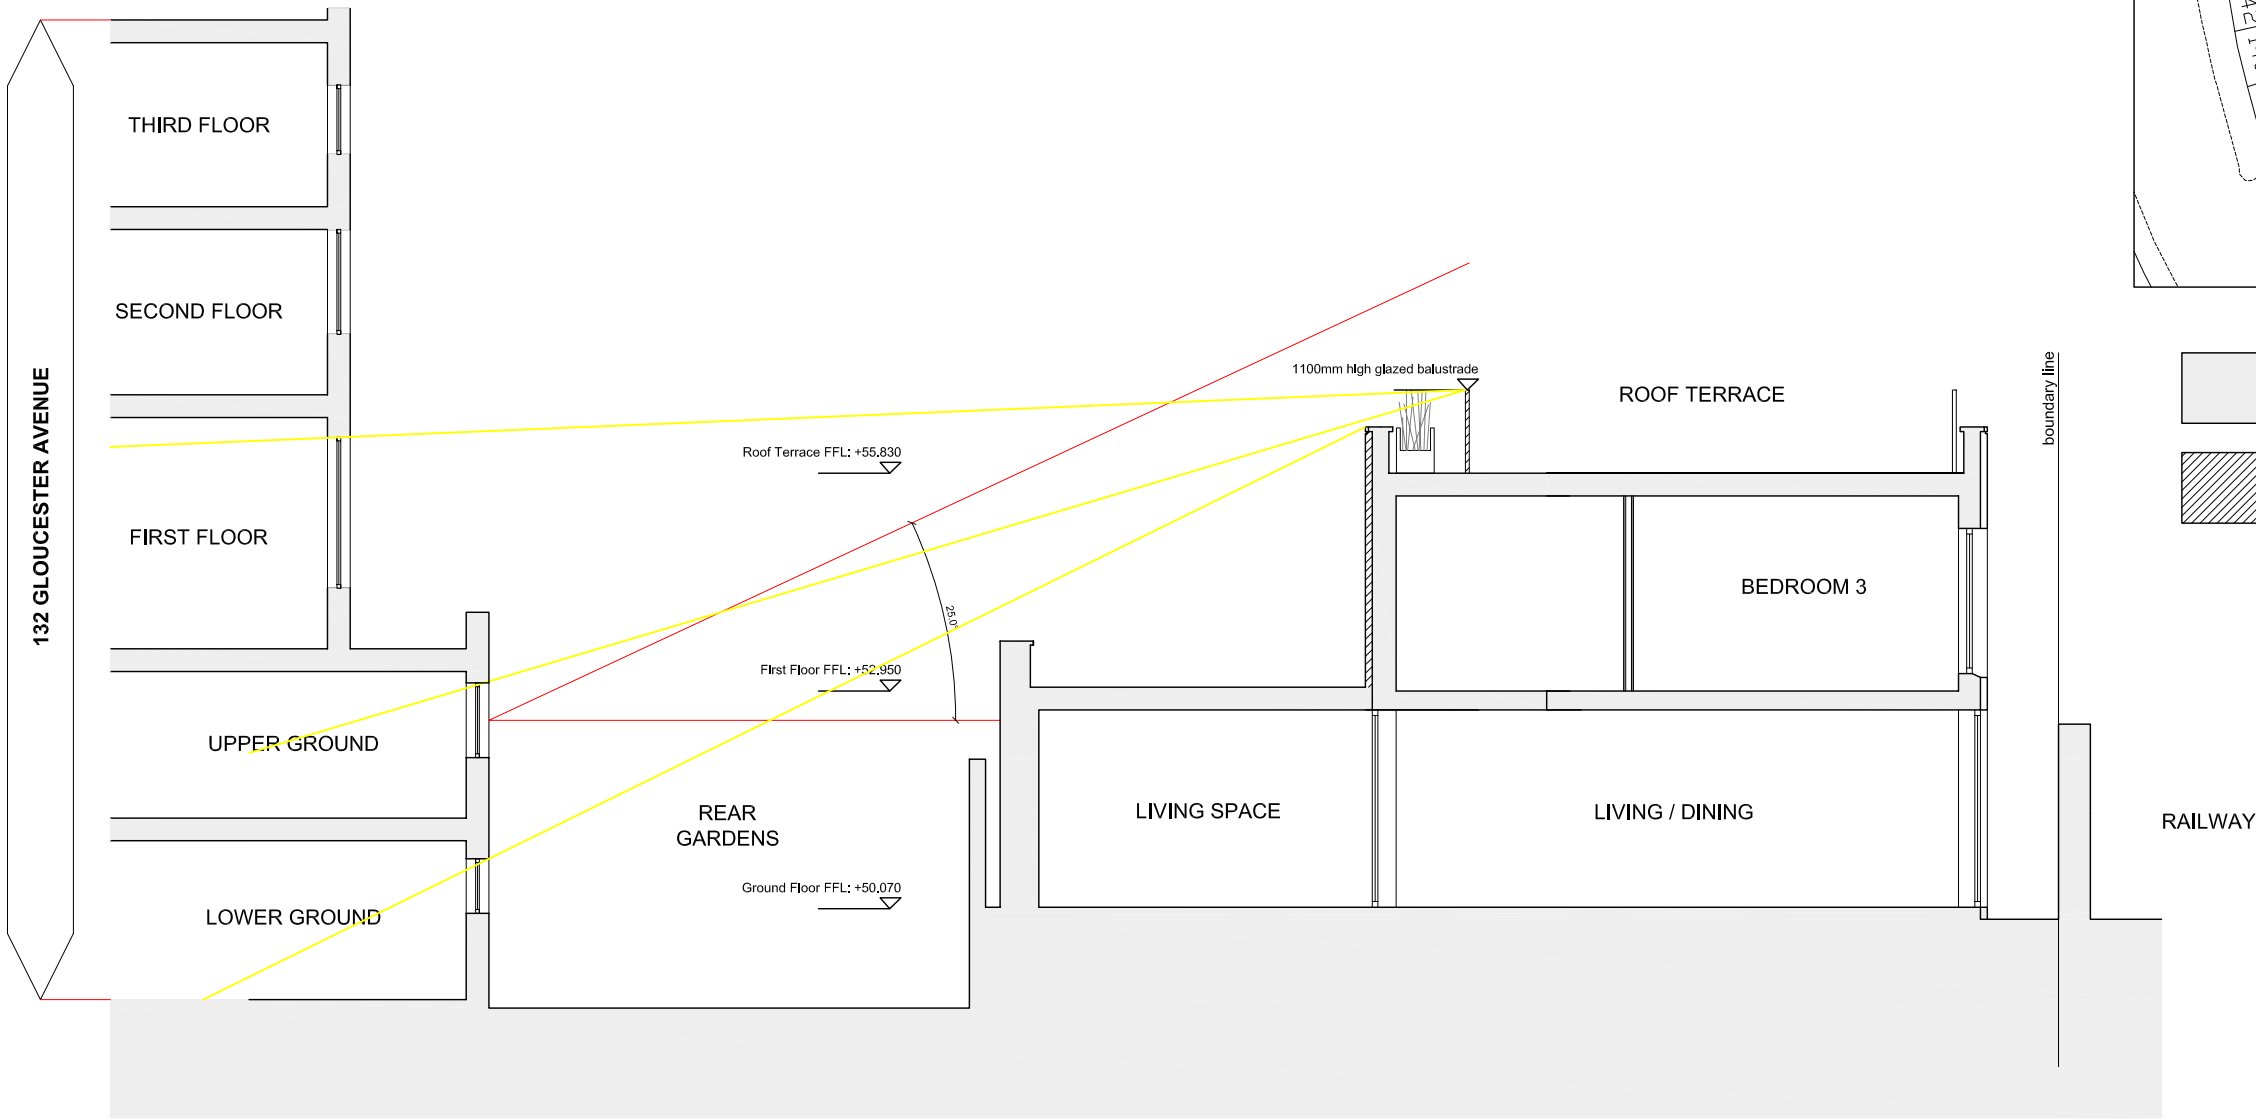 132 GLOUCESTER AVENUE
THIRD FLOOR
SECOND FLOOR
FIRST FLOOR
UPPER GROUND
LOWER GROUND
REAR
GARDENS
Roof Terrace FFL: +55.830
First Floor FFL: +52.950
Ground Floor FFL: +50.070
25.0°
1100mm high glazed balustrade
ROOF TERRACE
BEDROOM 3
LIVING SPACE
LIVING / DINING
boundary line
RAILWAY